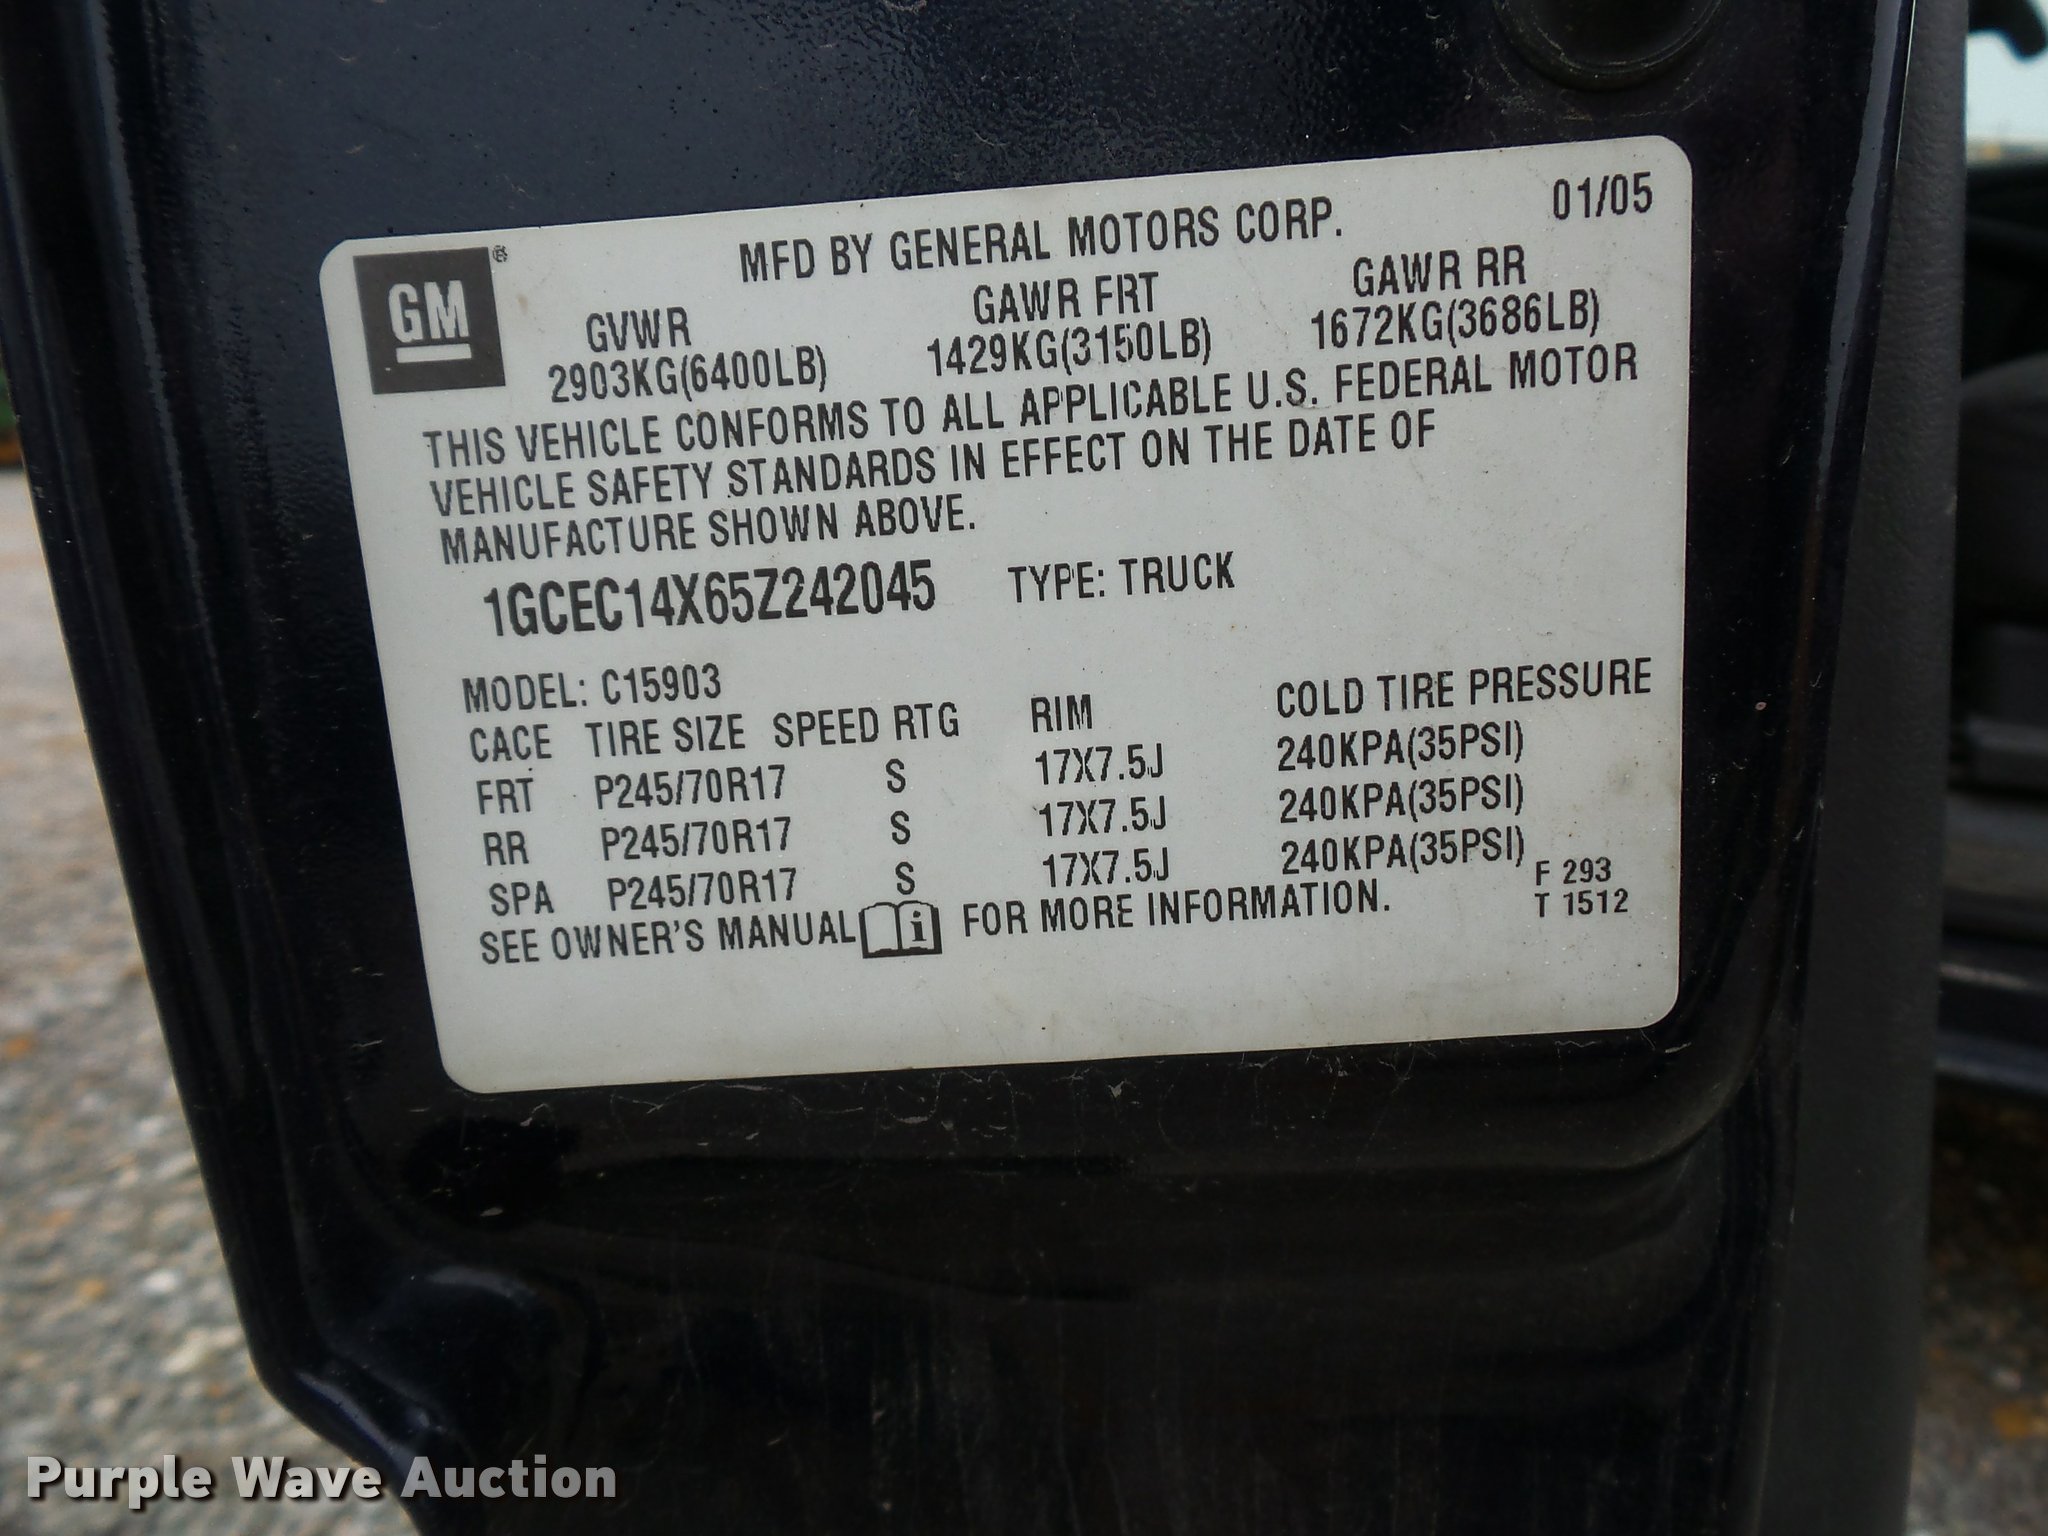 GM®
MFD BY GENERAL MOTORS CORP. 01/05
GVWR GAWR FRT GAWR RR
2903KG(6400LB) 1429KG(3150LB) 1672KG(3686LB)
THIS VEHICLE CONFORMS TO ALL APPLICABLE U.S. FEDERAL MOTOR
VEHICLE SAFETY STANDARDS IN EFFECT ON THE DATE OF
MANUFACTURE SHOWN ABOVE.
1GCEC14X65Z242045 TYPE: TRUCK
MODEL: C15903
CACE TIRE SIZE SPEED RTG RIM COLD TIRE PRESSURE
FRT P245/70R17 S 17X7.5J 240KPA(35PSI)
RR P245/70R17 S 17X7.5J 240KPA(35PSI)
SPA P245/70R17 S 17X7.5J 240KPA(35PSI)
SEE OWNER'S MANUAL i FOR MORE INFORMATION.
F 293
T 1512
Purple Wave Auction